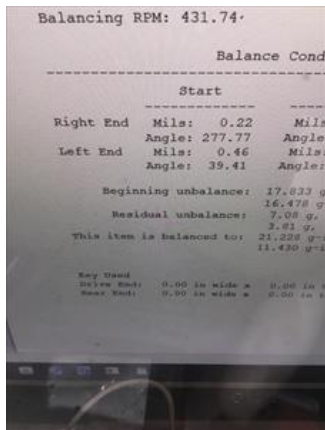 Balancing RPM: 431.74
Balance Cond
Start
Right End Mils: 0.22 Mils
Angle: 277.77 Angle
Left End Mils: 0.46 Mils:
Angle: 39.41 Angle:
Beginning unbalance: 17.833 g
16.478 g
Residual unbalance: 7.08 g,
3.81 g,
This item is balanced to: 21.228 g-i
11.430 g-i
Key Used
Drive End: 0.00 in wide x 0.00 in
Rear End: 0.00 in wide x 0.00 in